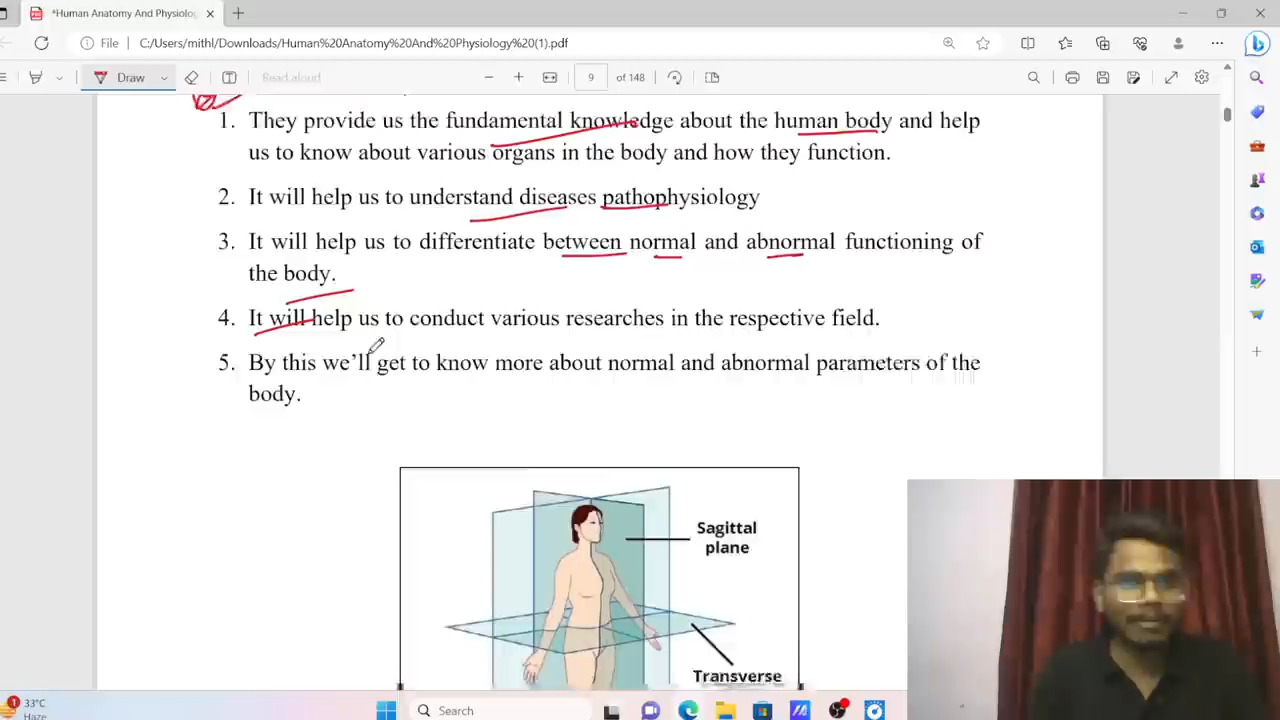 *Human Anatomy And Physiolog
File
C:/Users/mithl/Downloads/Human%20Anatomy%20And%20Physiology%20(1).pdf
Draw
Read aloud
9
of 148
1. They provide us the fundamental knowledge about the human body and help
us to know about various organs in the body and how they function.
2. It will help us to understand diseases pathophysiology
3. It will help us to differentiate between normal and abnormal functioning of
the body.
4. It will help us to conduct various researches in the respective field.
5. By this we'll get to know more about normal and abnormal parameters of the
body.
Sagittal
plane
Transverse
1
33°C
Haze
Search